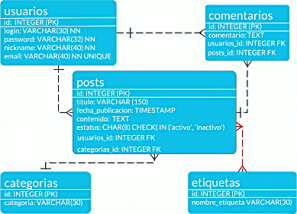 usuarios
id: INTEGER (PK)
login: VARCHAR(30) NN
password: VARCHAR(32) NN
nickname: VARCHAR(40) NN
email: VARCHAR(40) NN UNIQUE
comentarios
id: INTEGER (PK)
comentario: TEXT
usuarios_id: INTEGER FK
posts_id: INTEGER FK
posts
id: INTEGER (PK)
titulo: VARCHAR (150)
fecha_publicacion: TIMESTAMP
contenido: TEXT
estatus: CHAR(8) CHECK IN ('activo', 'inactivo')
usuarios_id: INTEGER FK
categorias_id: INTEGER FK
categorias
id: INTEGER (PK)
categoria: VARCHAR(30)
etiquetas
id: INTEGER (PK)
nombre_etiqueta VARCHAR(30)